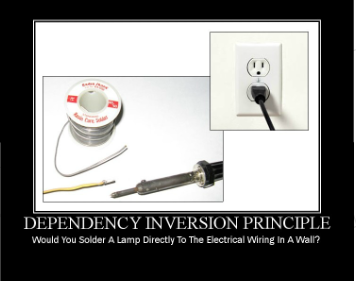 DEPENDENCY INVERSION PRINCIPLE
Would You Solder A Lamp Directly To The Electrical Wiring In A Wall?